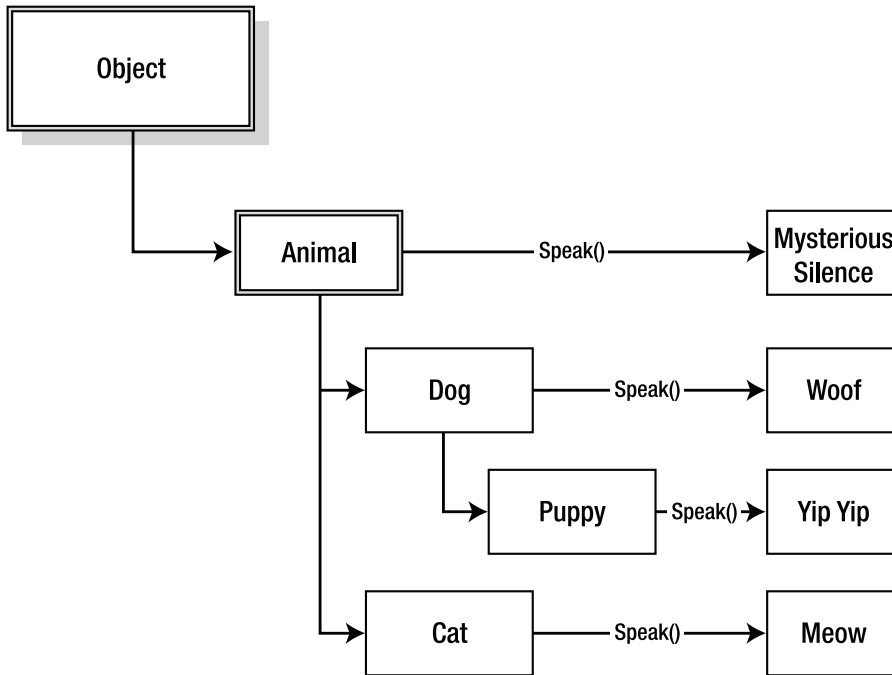 Object
Animal
Speak()
Mysterious
Silence
Dog
Speak()
Woof
Puppy
Speak()
Yip Yip
Cat
Speak()
Meow